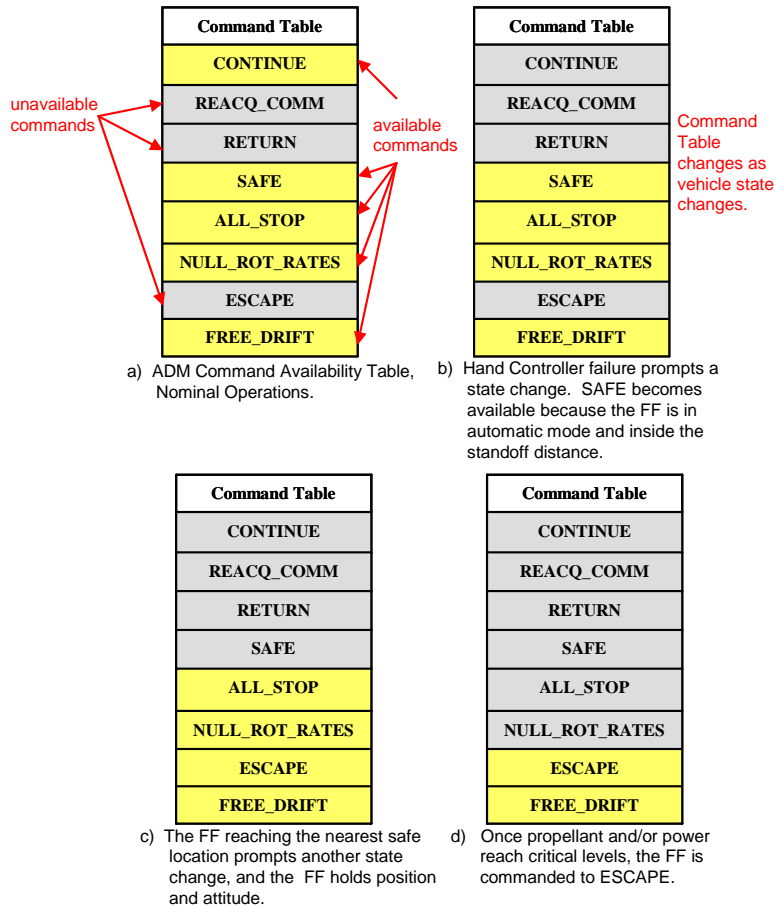 Command Table
CONTINUE
REACQ_COMM
RETURN
SAFE
ALL_STOP
NULL_ROT_RATES
ESCAPE
FREE_DRIFT
unavailable
commands
available
commands
a) ADM Command Availability Table,
Nominal Operations.
Command Table
CONTINUE
REACQ_COMM
RETURN
SAFE
ALL_STOP
NULL_ROT_RATES
ESCAPE
FREE_DRIFT
Command
Table
changes as
vehicle state
changes.
b) Hand Controller failure prompts a
state change. SAFE becomes
available because the FF is in
automatic mode and inside the
standoff distance.
Command Table
CONTINUE
REACQ_COMM
RETURN
SAFE
ALL_STOP
NULL_ROT_RATES
ESCAPE
FREE_DRIFT
c) The FF reaching the nearest safe
location prompts another state
change, and the FF holds position
and attitude.
Command Table
CONTINUE
REACQ_COMM
RETURN
SAFE
ALL_STOP
NULL_ROT_RATES
ESCAPE
FREE_DRIFT
d) Once propellant and/or power
reach critical levels, the FF is
commanded to ESCAPE.